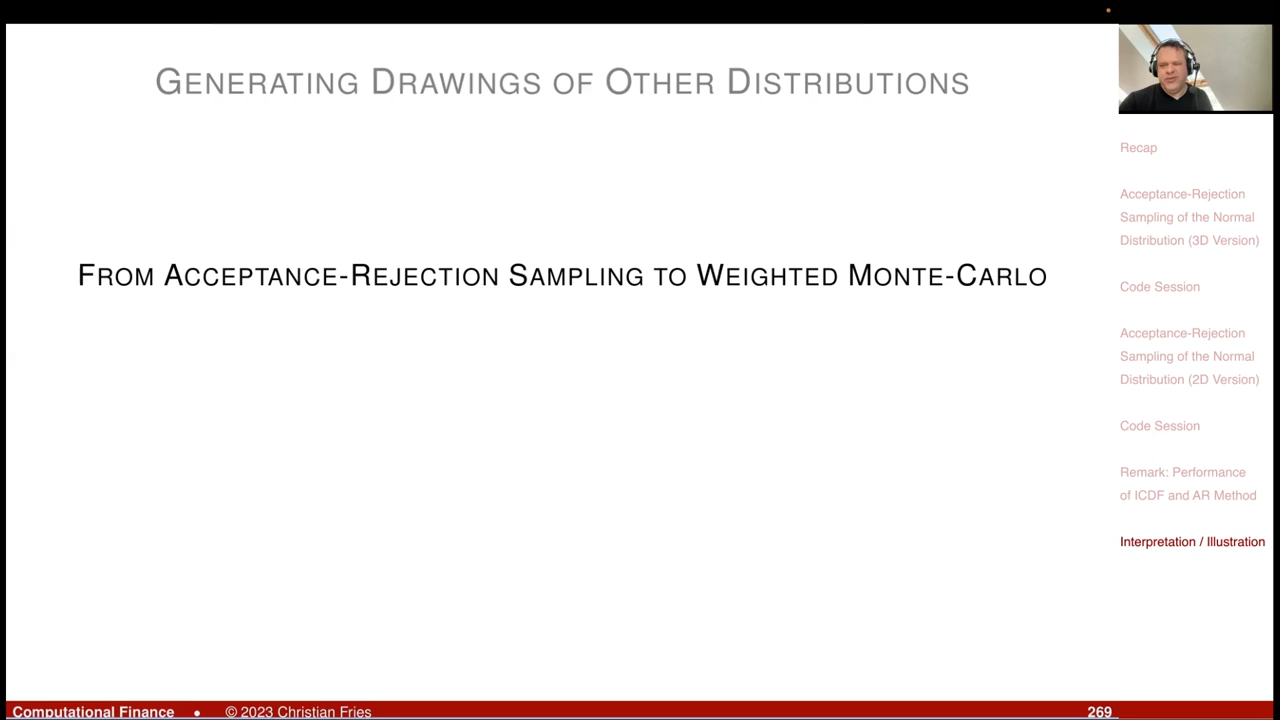 GENERATING DRAWINGS OF OTHER DISTRIBUTIONS
FROM ACCEPTANCE-REJECTION SAMPLING TO WEIGHTED MONTE-CARLO
Recap
Acceptance-Rejection
Sampling of the Normal
Distribution (3D Version)
Code Session
Acceptance-Rejection
Sampling of the Normal
Distribution (2D Version)
Code Session
Remark: Performance
of ICDF and AR Method
Interpretation / Illustration
Computational Finance • © 2023 Christian Fries 269